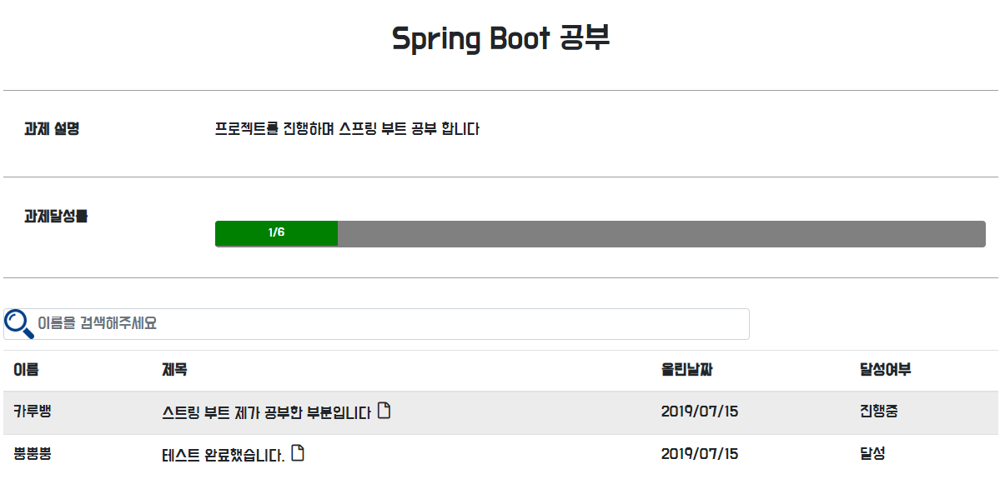 Spring Boot 공부
과제 설명 프로젝트를 진행하며 스프링 부트 공부 합니다
과제달성률
1/6
이름을 검색해주세요
이름 제목 올린날짜 달성여부
카루뱅 스트링 부트 제가 공부한 부분입니다 2019/07/15 진행중
뿡뿡뿡 테스트 완료했습니다. 2019/07/15 달성